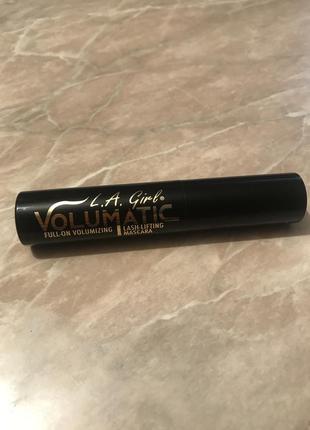 L.A. Girl®
VOLUMATIC
FULL-ON VOLUMIZING
LASH-LIFTING
MASCARA